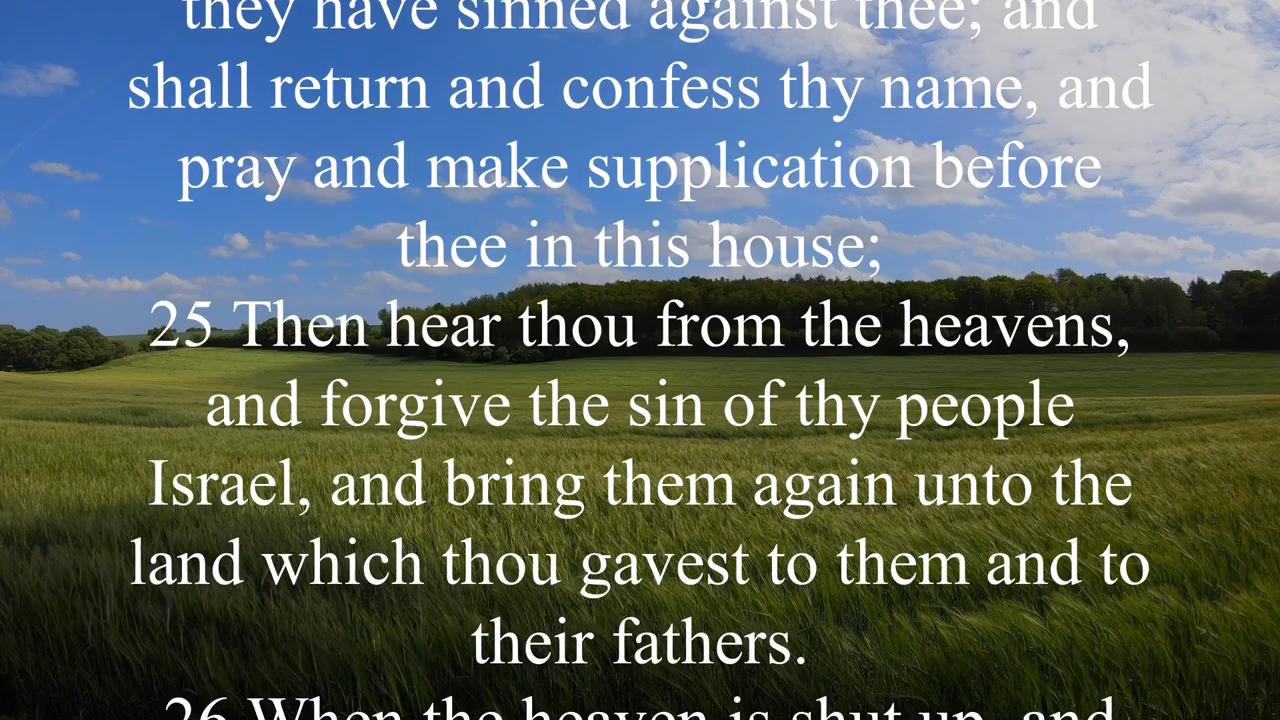 they have sinned against thee; and
shall return and confess thy name, and
pray and make supplication before
thee in this house;
25 Then hear thou from the heavens,
and forgive the sin of thy people
Israel, and bring them again unto the
land which thou gavest to them and to
their fathers.
26 When the heaven is shut up, and